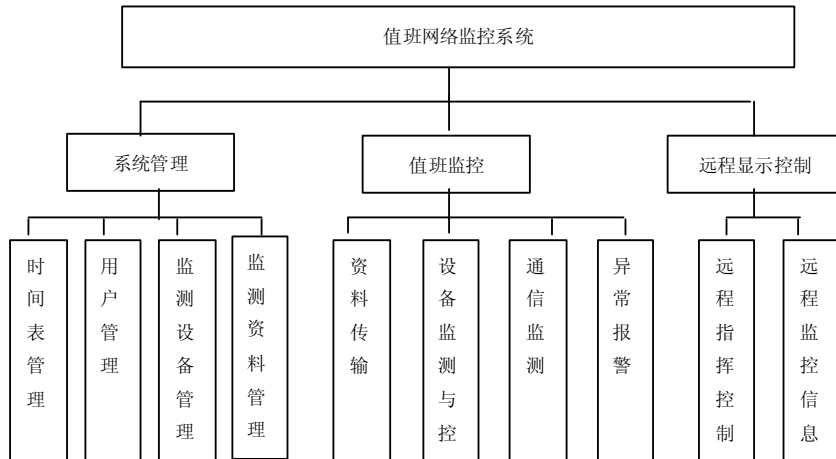 值班网络监控系统
系统管理
值班监控
远程显示控制
时间表管理
用户管理
监测设备管理
监测资料管理
资料传输
设备监测与控
通信监测
异常报警
远程指挥控制
远程监控信息